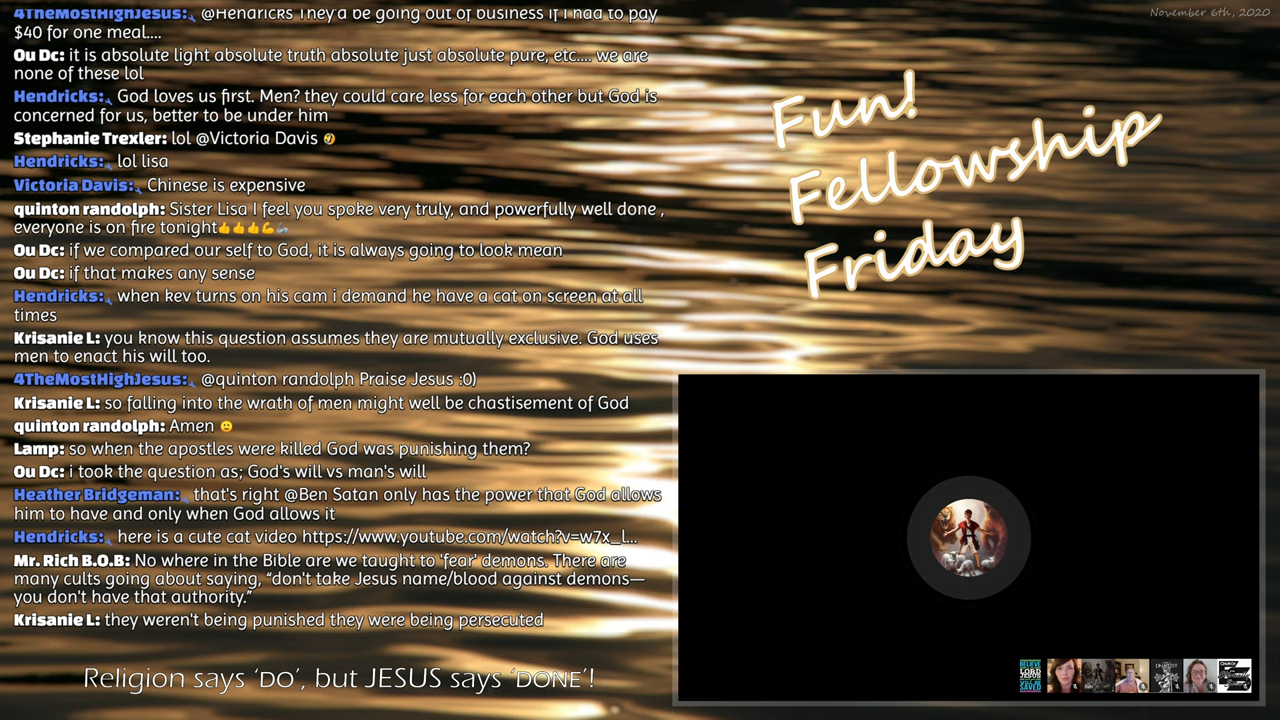 4TheMostHighJesus: @Hendricks They'd be going out of business if I had to pay
$40 for one meal....
Ou Dc: it is absolute light absolute truth absolute just absolute pure, etc.... we are
none of these lol
Hendricks: God loves us first. Men? they could care less for each other but God is
concerned for us, better to be under him
Stephanie Trexler: lol @Victoria Davis 🤣
Hendricks: lol lisa
Victoria Davis: Chinese is expensive
quinton randolph: Sister Lisa I feel you spoke very truly, and powerfully well done ,
everyone is on fire tonight👍👍👍💪
Ou Dc: if we compared our self to God, it is always going to look mean
Ou Dc: if that makes any sense
Hendricks: when kev turns on his cam i demand he have a cat on screen at all
times
Krisanie L: you know this question assumes they are mutually exclusive. God uses
men to enact his will too.
4TheMostHighJesus: @quinton randolph Praise Jesus :0)
Krisanie L: so falling into the wrath of men might well be chastisement of God
quinton randolph: Amen 🙂
Lamp: so when the apostles were killed God was punishing them?
Ou Dc: i took the question as; God's will vs man's will
Heather Bridgeman: that's right @Ben Satan only has the power that God allows
him to have and only when God allows it
Hendricks: here is a cute cat video https://www.youtube.com/watch?v=w7x_l...
Mr. Rich B.O.B: No where in the Bible are we taught to 'fear' demons. There are
many cults going about saying, “don't take Jesus name/blood against demons—
you don't have that authority.”
Krisanie L: they weren't being punished they were being persecuted
Religion says ‘DO’, but JESUS says ‘DONE’!
November 6th, 2020
Fun!
Fellowship
Friday
BELIEVE
LORD
JESUS
SAVED